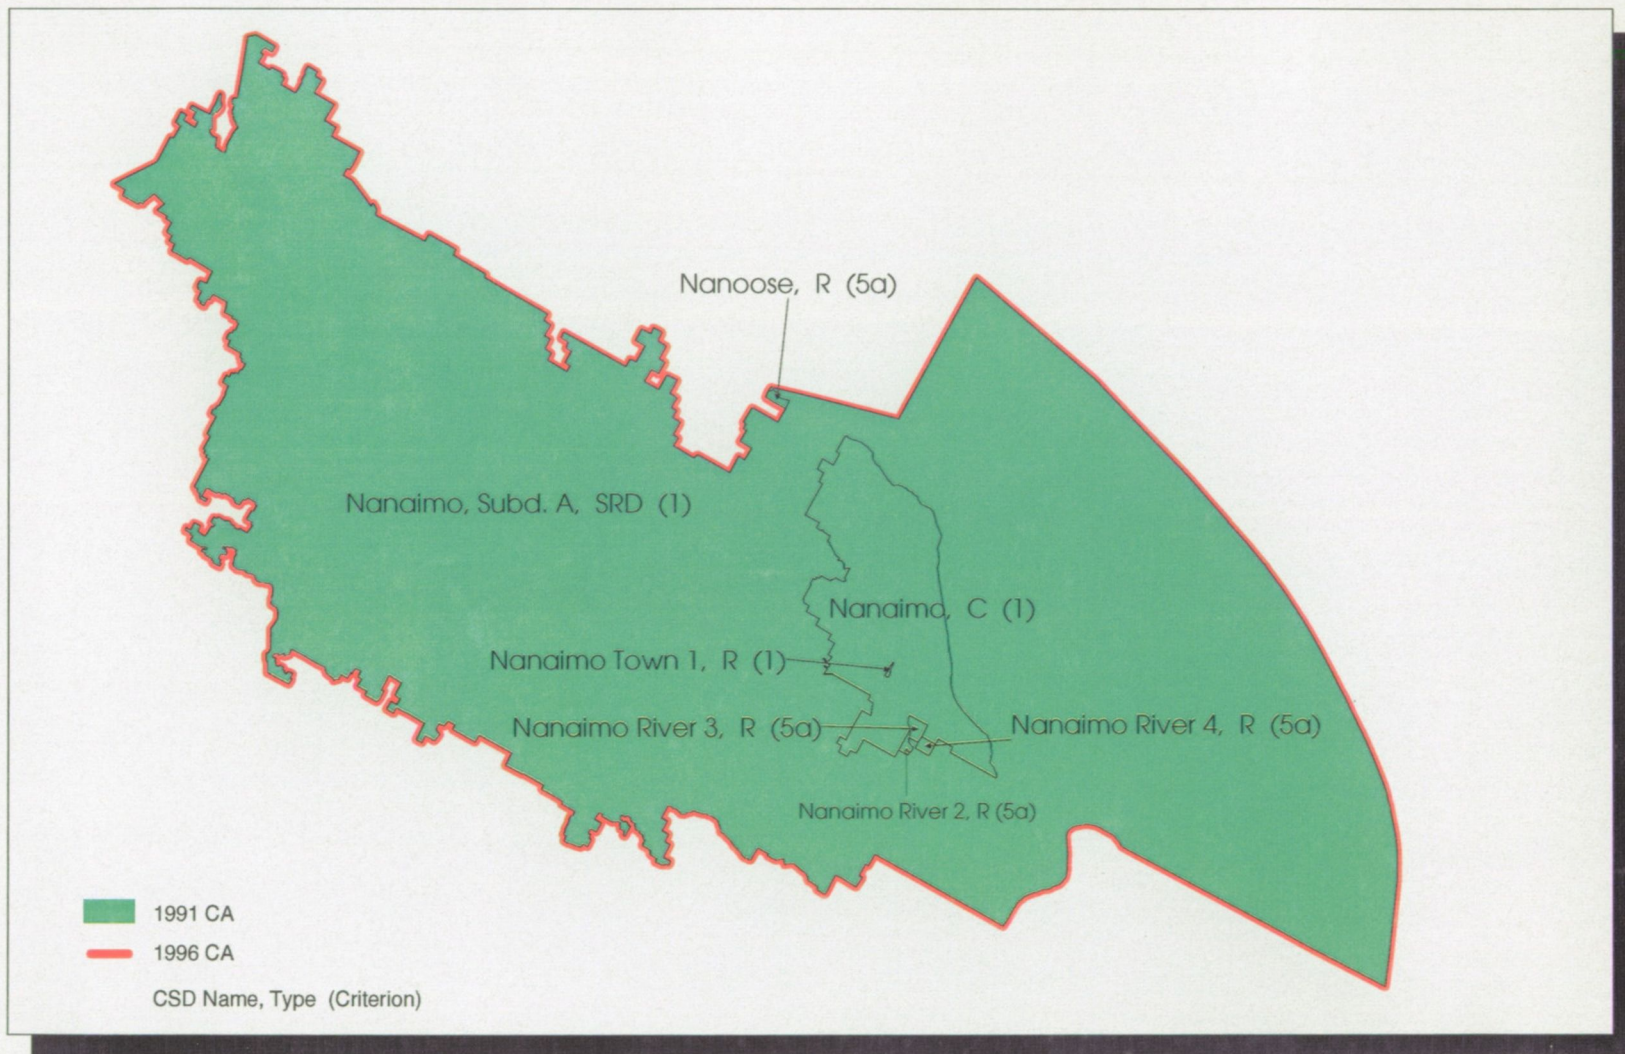 Nanoose, R (5a)
Nanaimo, Subd. A, SRD (1)
Nanaimo, C (1)
Nanaimo Town 1, R (1)
Nanaimo River 3, R (5a)
Nanaimo River 4, R (5a)
Nanaimo River 2, R (5a)
1991 CA
1996 CA
CSD Name, Type (Criterion)